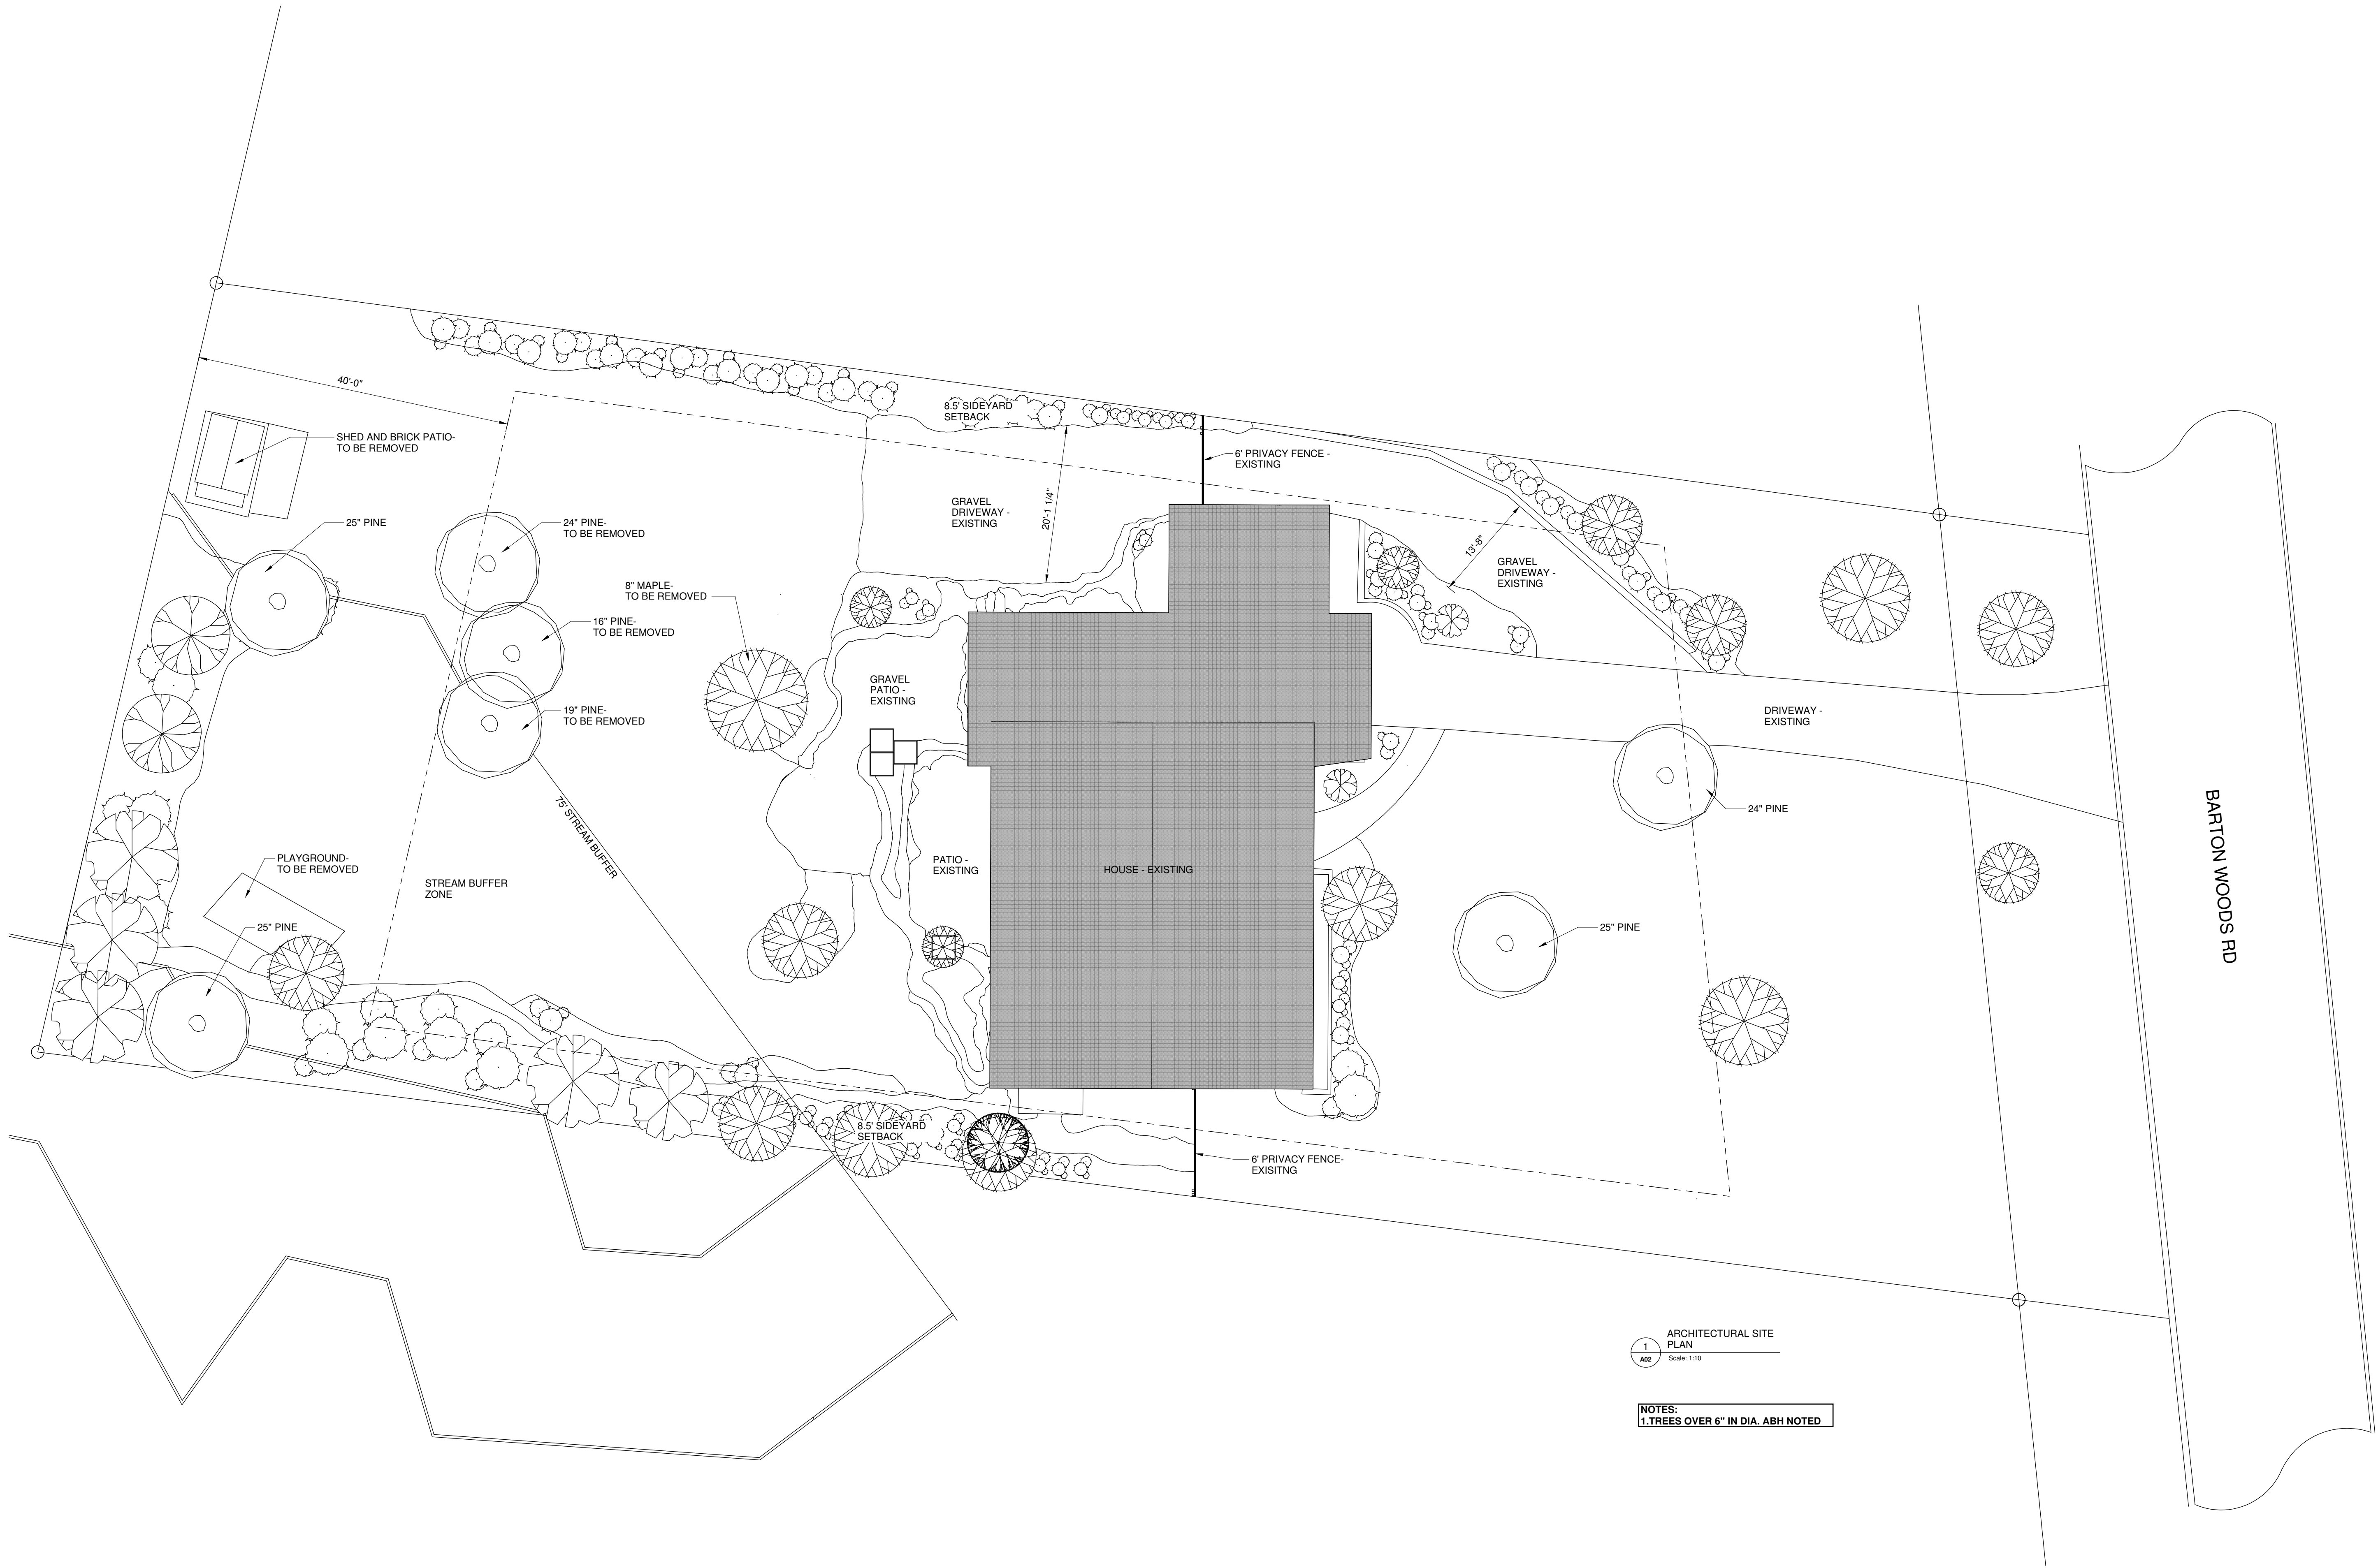 40'-0"
8.5' SIDEYARD
SETBACK
SHED AND BRICK PATIO-
TO BE REMOVED
6' PRIVACY FENCE -
EXISTING
25" PINE
24" PINE-
TO BE REMOVED
GRAVEL
DRIVEWAY -
EXISTING
20'-1 1/4"
13'-8"
GRAVEL
DRIVEWAY -
EXISTING
8" MAPLE-
TO BE REMOVED
16" PINE-
TO BE REMOVED
GRAVEL
PATIO -
EXISTING
19" PINE-
TO BE REMOVED
DRIVEWAY -
EXISTING
24" PINE
75' STREAM BUFFER
BARTON WOODS RD
PLAYGROUND-
TO BE REMOVED
PATIO -
EXISTING
HOUSE - EXISTING
STREAM BUFFER
ZONE
25" PINE
25" PINE
8.5' SIDEYARD
SETBACK
6' PRIVACY FENCE-
EXISITNG
1
A02
ARCHITECTURAL SITE
PLAN
Scale: 1:10
NOTES:
1.TREES OVER 6" IN DIA. ABH NOTED